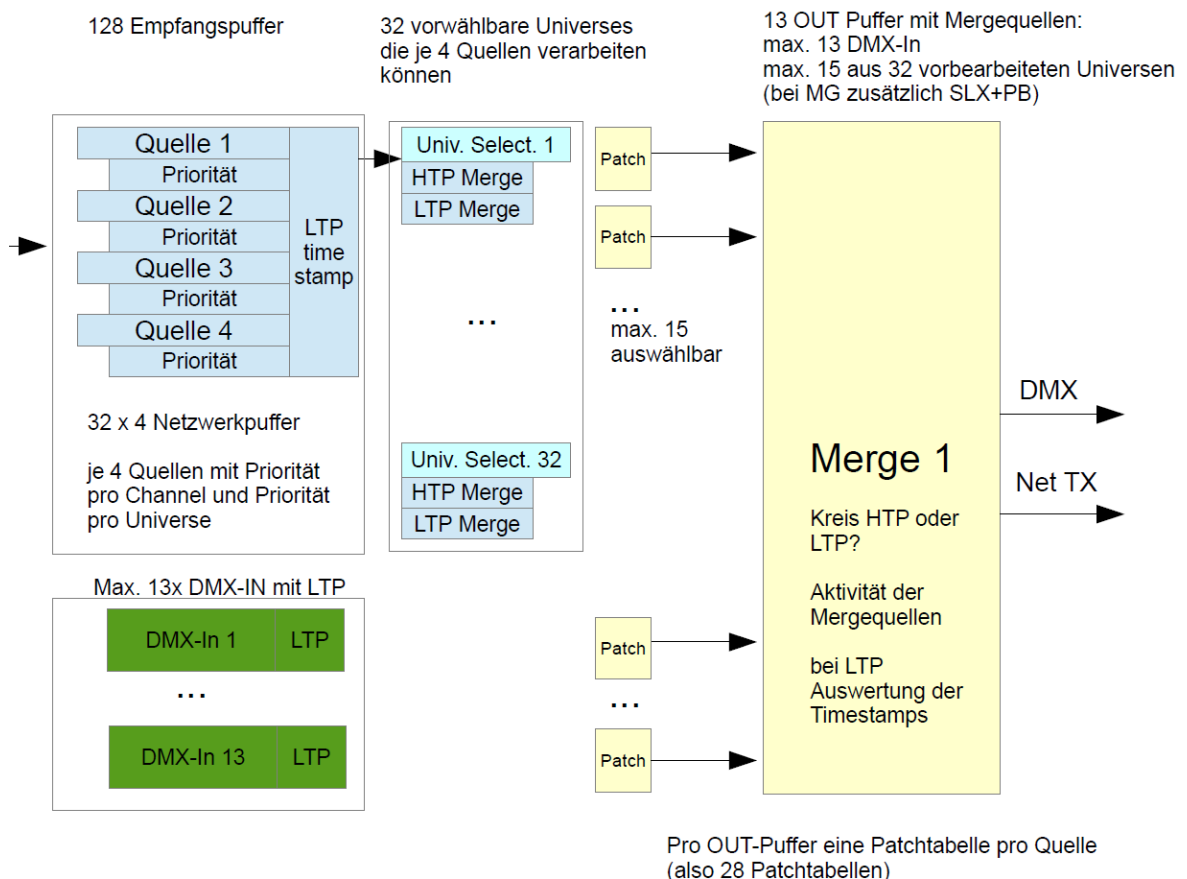 128 Empfangspuffer
32 vorwählbare Universes
die je 4 Quellen verarbeiten
können
13 OUT Puffer mit Mergequellen:
max. 13 DMX-In
max. 15 aus 32 vorbearbeiteten Universen
(bei MG zusätzlich SLX+PB)
Quelle 1
Priorität
Quelle 2
Priorität
Quelle 3
Priorität
Quelle 4
Priorität
LTP
time
stamp
32 x 4 Netzwerkpuffer
je 4 Quellen mit Priorität
pro Channel und Priorität
pro Universe
Univ. Select. 1
HTP Merge
LTP Merge
...
Univ. Select. 32
HTP Merge
LTP Merge
Patch
Patch
...
max. 15
auswählbar
Max. 13x DMX-IN mit LTP
DMX-In 1
LTP
...
DMX-In 13
LTP
Patch
...
Patch
Merge 1
Kreis HTP oder
LTP?
Aktivität der
Mergequellen
bei LTP
Auswertung der
Timestamps
DMX
Net TX
Pro OUT-Puffer eine Patchtabelle pro Quelle
(also 28 Patchtabellen)